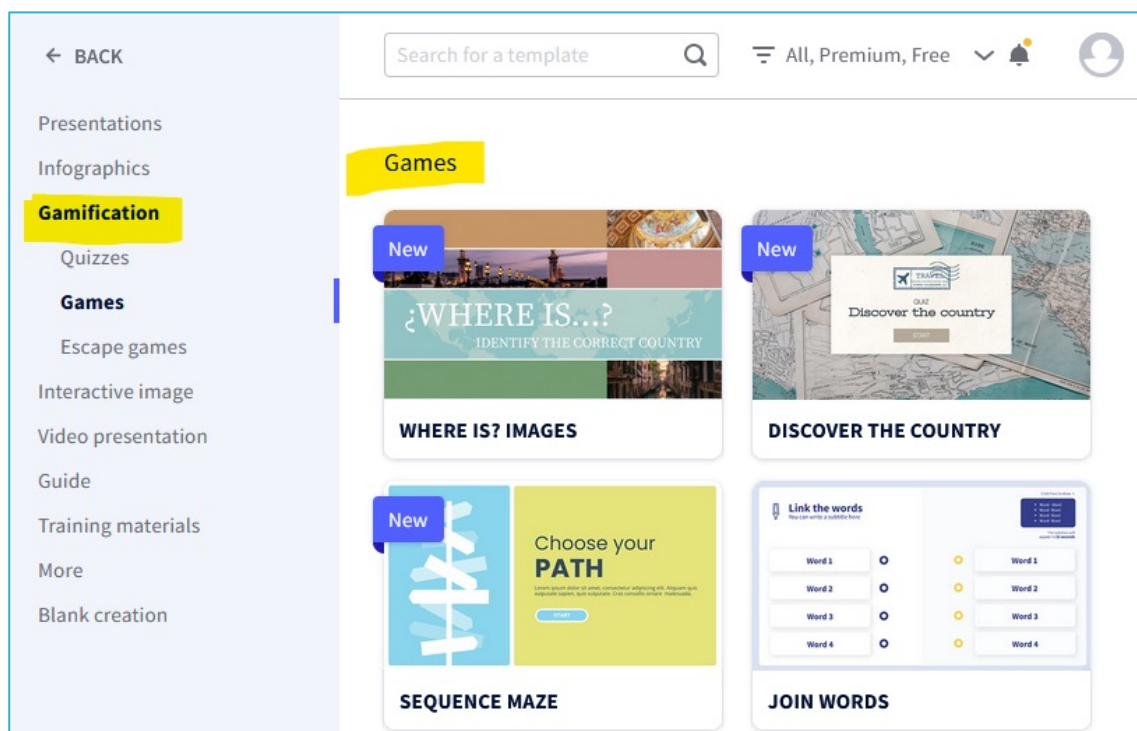 ← BACK
Search for a template
All, Premium, Free
Presentations
Infographics
Gamification
Quizzes
Games
Escape games
Interactive image
Video presentation
Guide
Training materials
More
Blank creation
Games
New
¿WHERE IS...?
IDENTIFY THE CORRECT COUNTRY
WHERE IS? IMAGES
New
TRAVEL
QUIZ
Discover the country
START
DISCOVER THE COUNTRY
New
Choose your
PATH
START
SEQUENCE MAZE
Link the words
You can write a subtitle here
Word 1
Word 2
Word 3
Word 4
Word 1
Word 2
Word 3
Word 4
JOIN WORDS